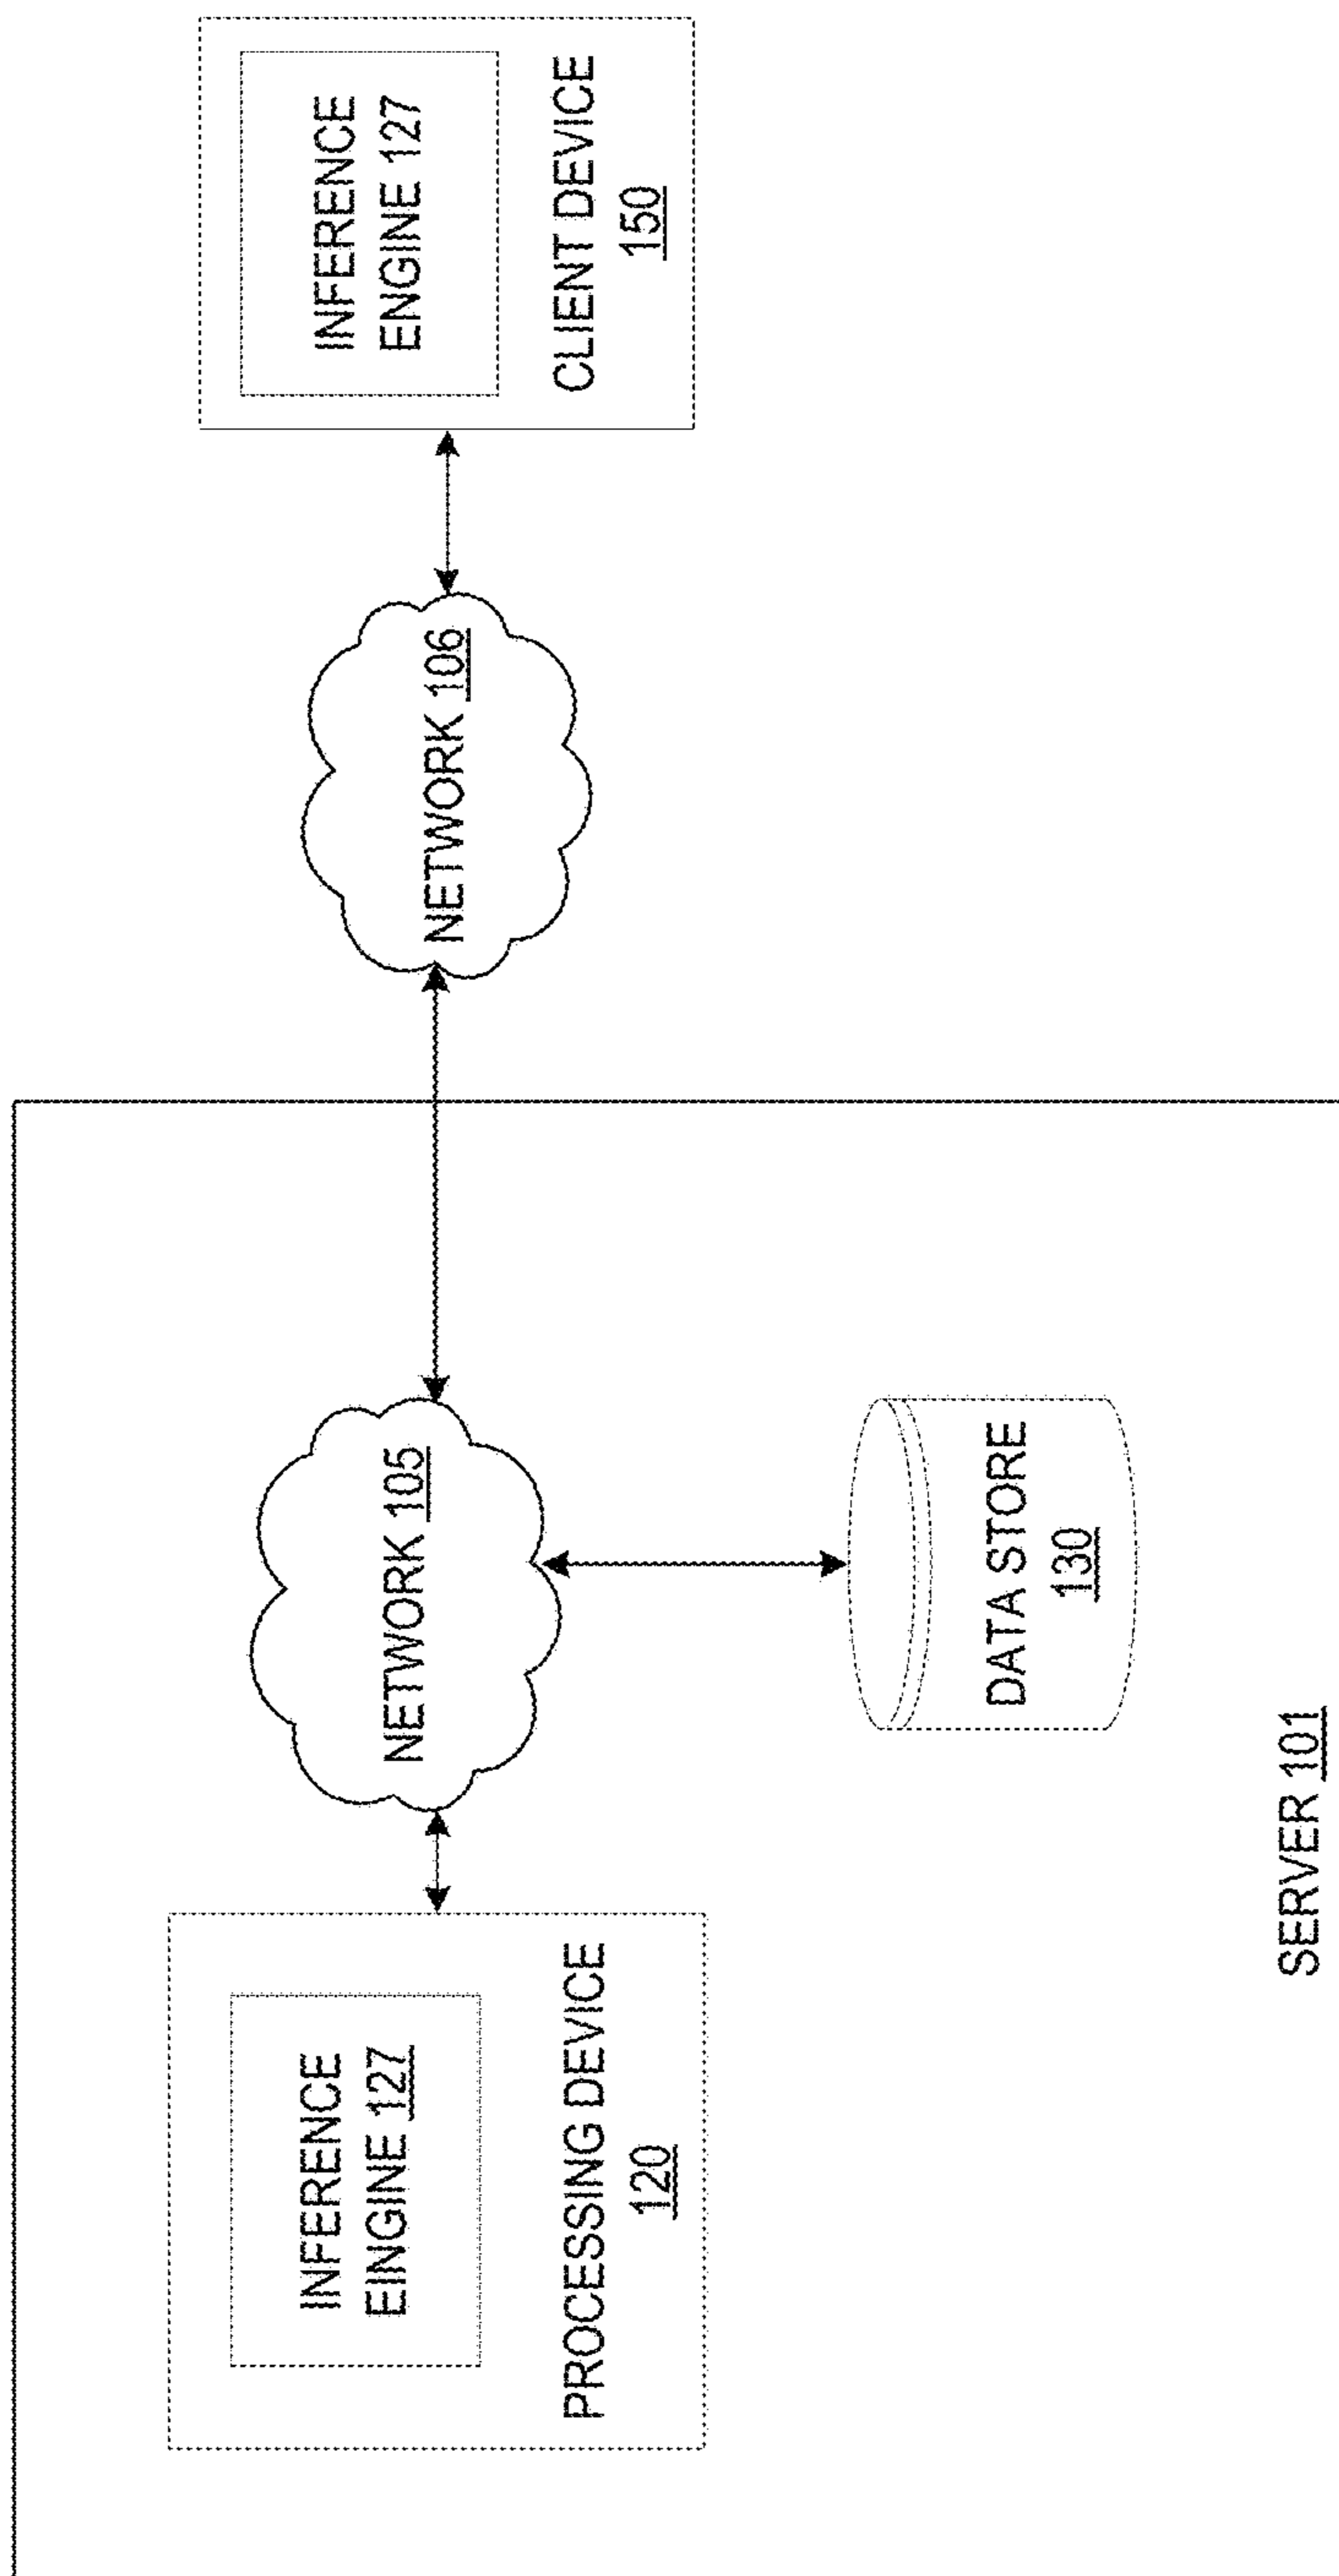 INFERENCE
EINGINE 127
PROCESSING DEVICE
120
NETWORK 105
DATA STORE
130
SERVER 101
NETWORK 106
INFERENCE
ENGINE 127
CLIENT DEVICE
150